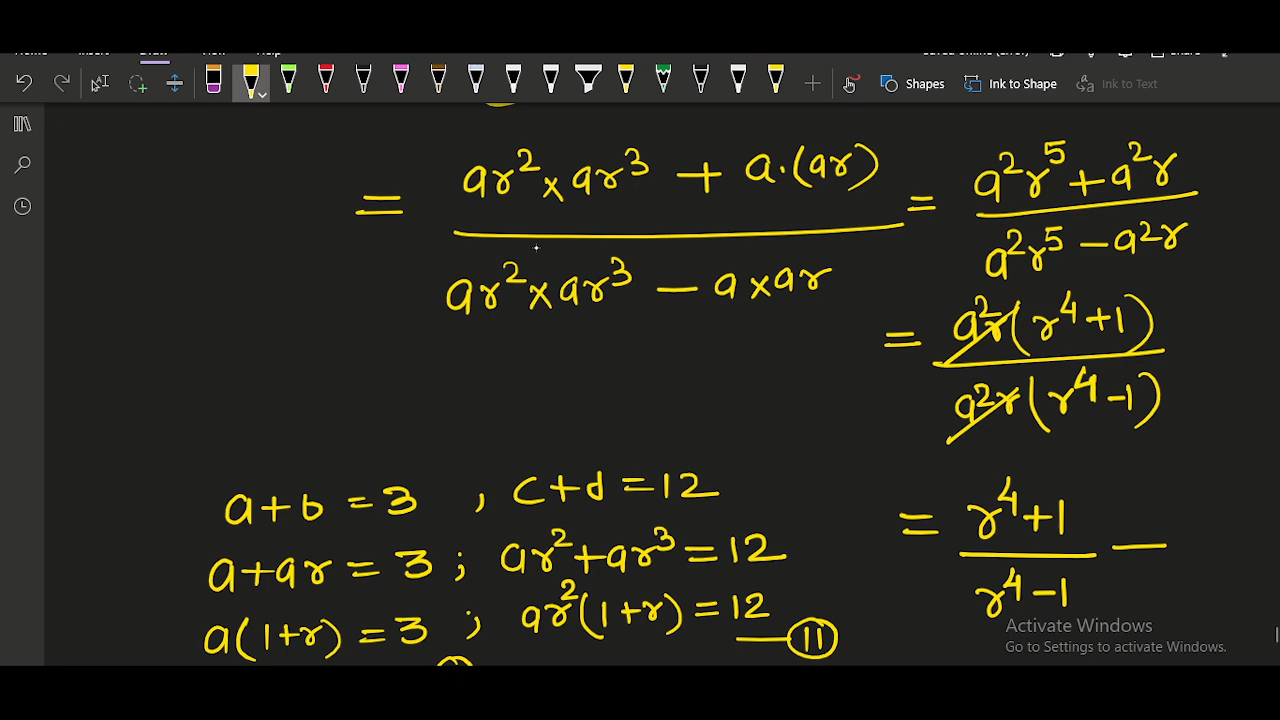 Shapes Ink to Shape Ink to Text
= (ar²×ar³ + a·(ar)) / (ar²×ar³ − a×ar) = (a²r⁵+a²r) / (a²r⁵−a²r)
= a²r(r⁴+1) / a²r(r⁴-1)
a+b = 3 , c+d = 12
= (r⁴+1) / (r⁴-1) —
a+ar = 3 ; ar²+ar³ = 12
a(1+r) = 3 ; ar²(1+r) = 12
— 11
Activate Windows
Go to Settings to activate Windows.